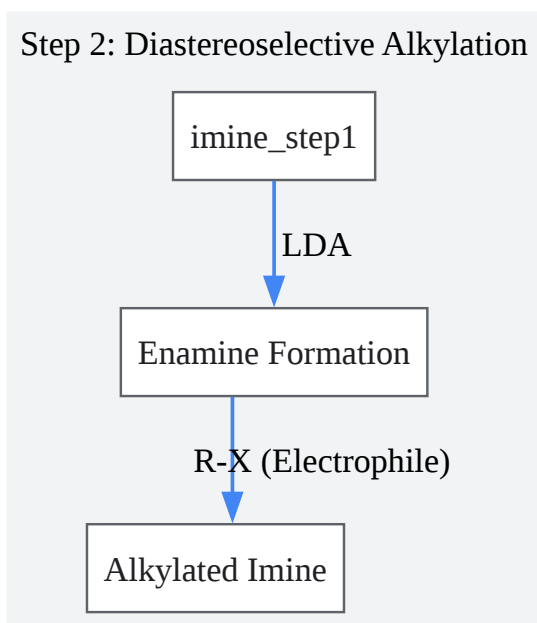 Step 2: Diastereoselective Alkylation
imine_step1
LDA
Enamine Formation
R-X (Electrophile)
Alkylated Imine